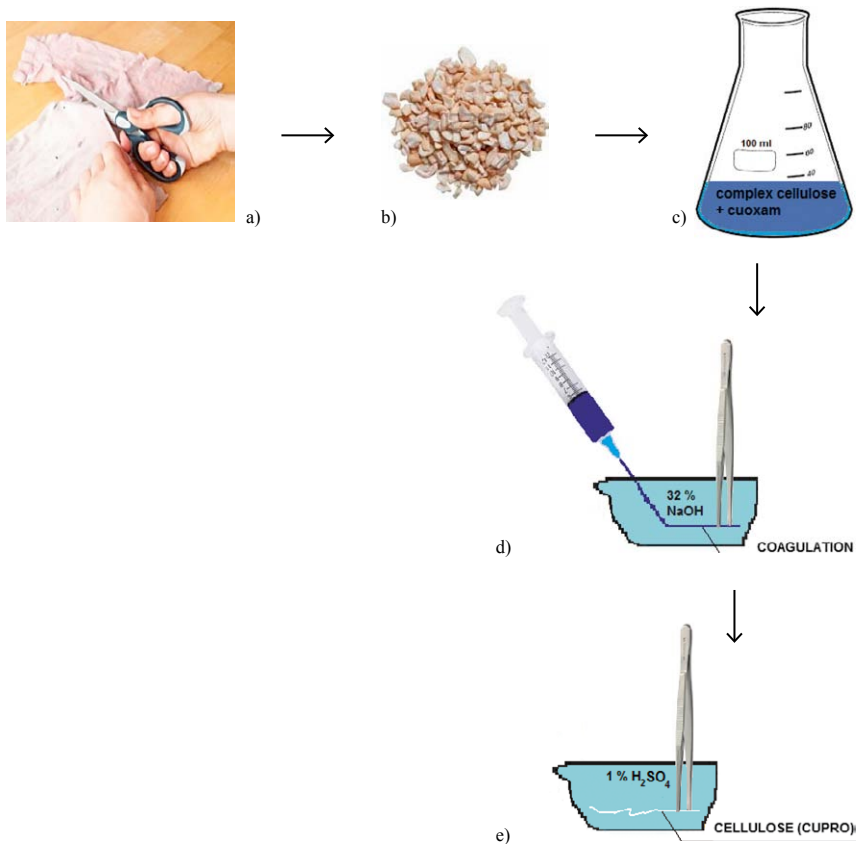 a)
b)
c)
100 ml
80
60
40
complex cellulose
+ cuoxam
d)
32 %
NaOH
COAGULATION
e)
1 % H₂SO₄
CELLULOSE (CUPRO)